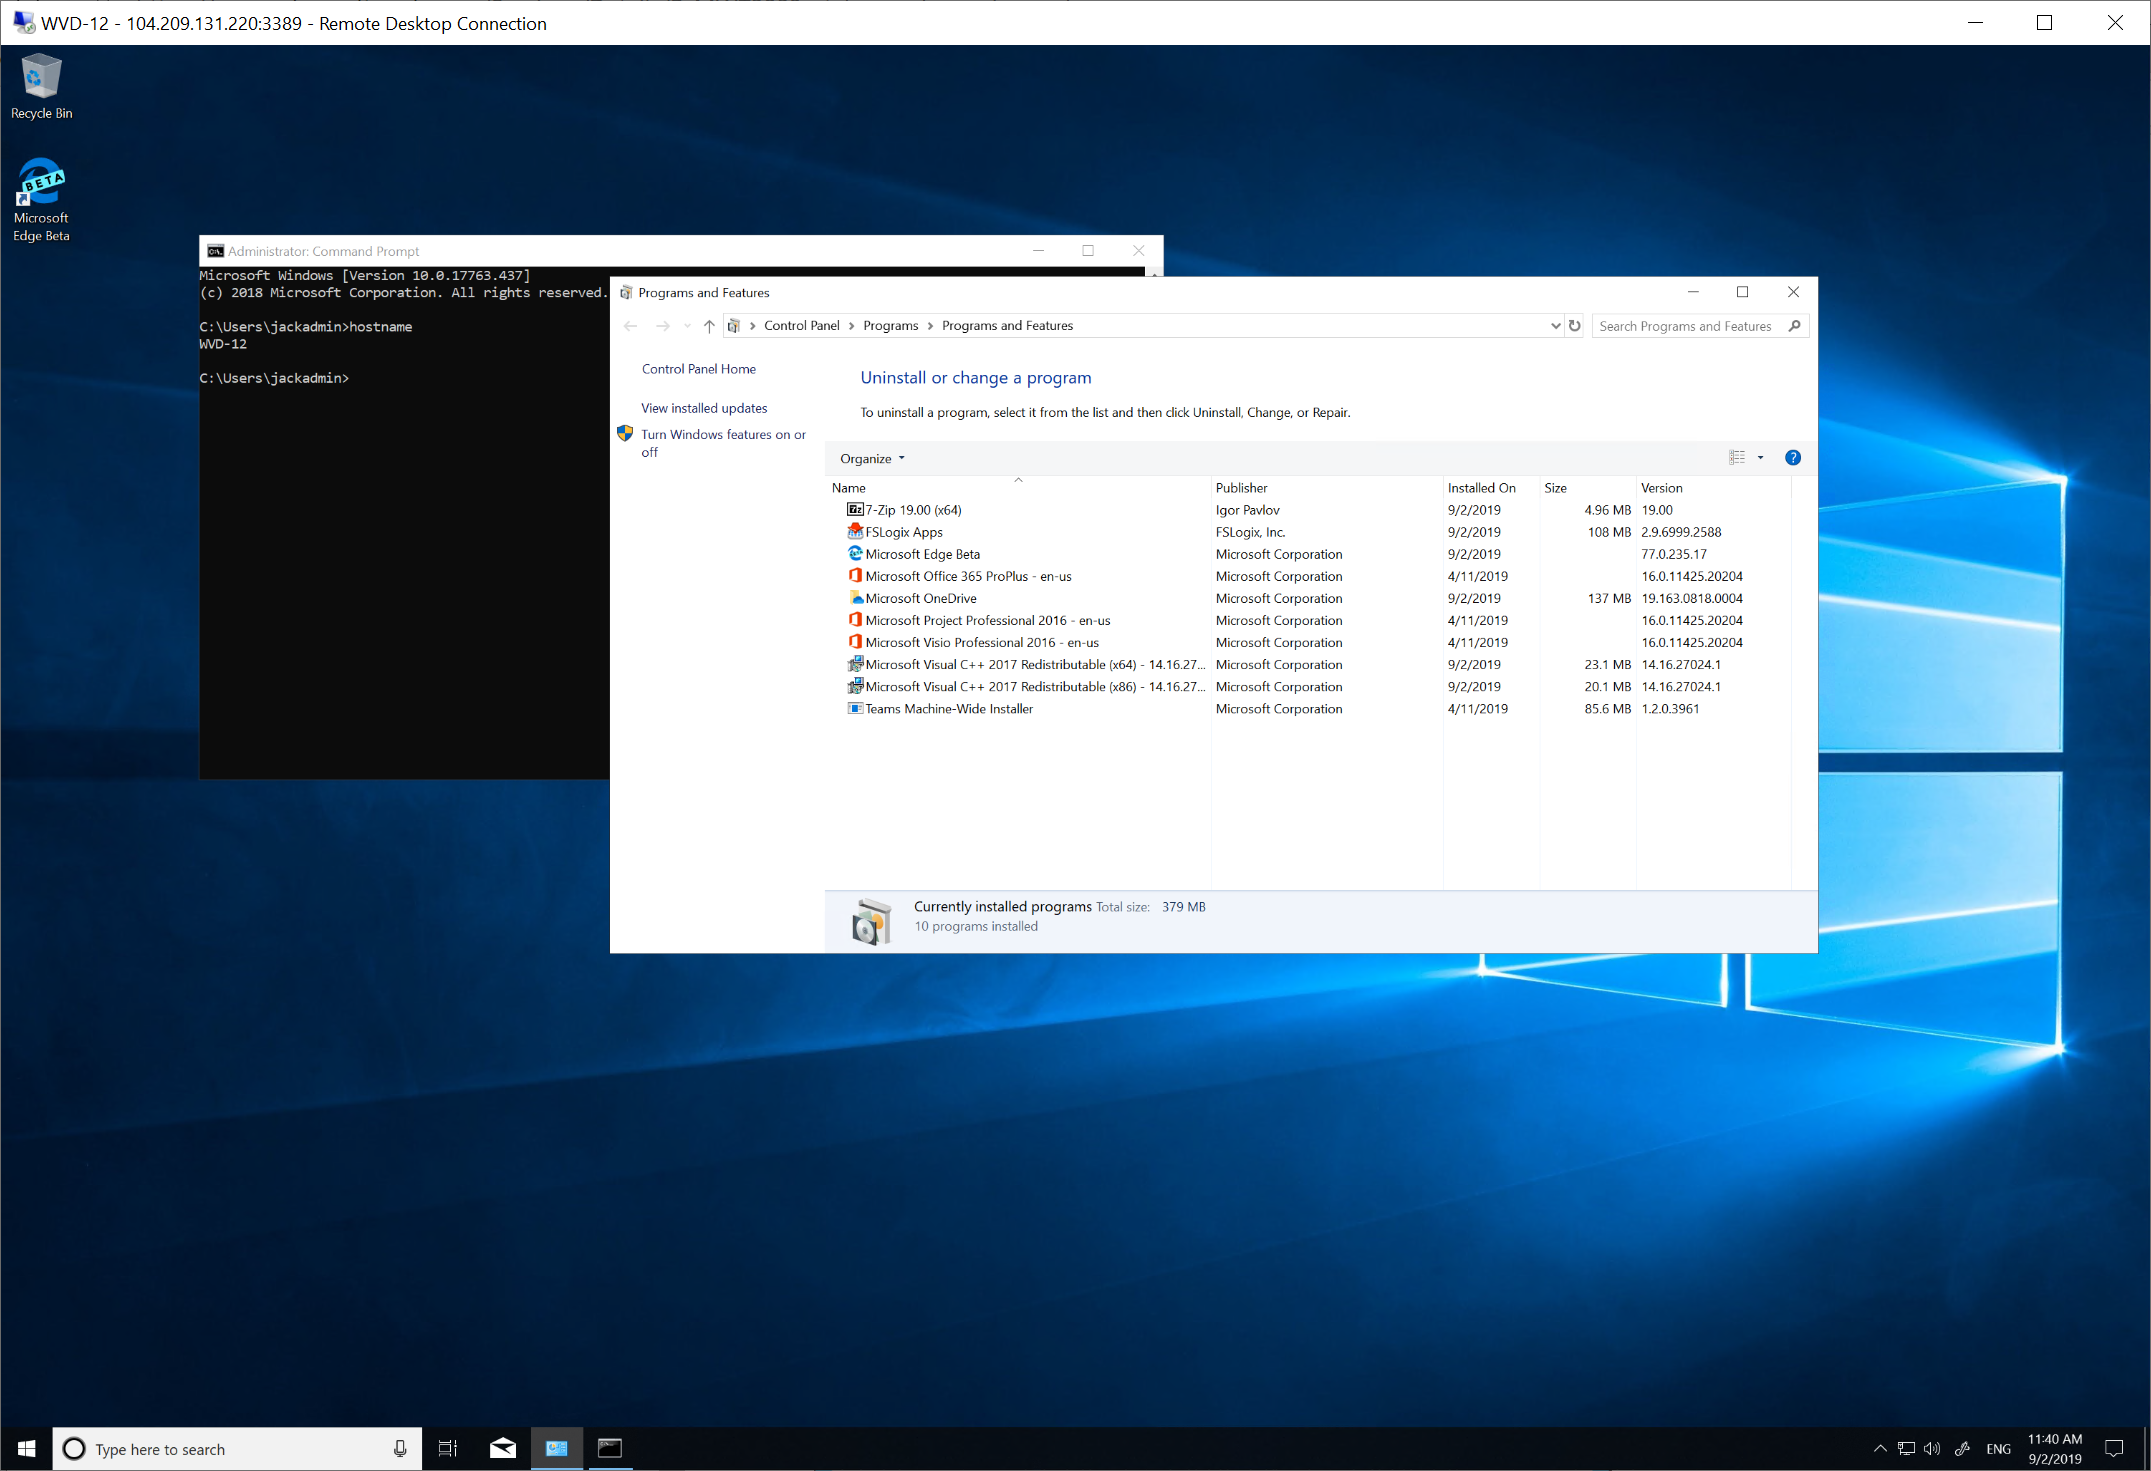 WVD-12 - 104.209.131.220:3389 - Remote Desktop Connection
Recycle Bin
BETA
Microsoft
Edge Beta
Administrator: Command Prompt
Microsoft Windows [Version 10.0.17763.437]
(c) 2018 Microsoft Corporation. All rights reserved.
C:\Users\jackadmin>hostname
WVD-12
C:\Users\jackadmin>
Programs and Features
Control Panel > Programs > Programs and Features
Search Programs and Features
Control Panel Home
View installed updates
Turn Windows features on or
off
Uninstall or change a program
To uninstall a program, select it from the list and then click Uninstall, Change, or Repair.
Organize
Name Publisher Installed On Size Version
7-Zip 19.00 (x64) Igor Pavlov 9/2/2019 4.96 MB 19.00
FSLogix Apps FSLogix, Inc. 9/2/2019 108 MB 2.9.6999.2588
Microsoft Edge Beta Microsoft Corporation 9/2/2019 77.0.235.17
Microsoft Office 365 ProPlus - en-us Microsoft Corporation 4/11/2019 16.0.11425.20204
Microsoft OneDrive Microsoft Corporation 9/2/2019 137 MB 19.163.0818.0004
Microsoft Project Professional 2016 - en-us Microsoft Corporation 4/11/2019 16.0.11425.20204
Microsoft Visio Professional 2016 - en-us Microsoft Corporation 4/11/2019 16.0.11425.20204
Microsoft Visual C++ 2017 Redistributable (x64) - 14.16.27... Microsoft Corporation 9/2/2019 23.1 MB 14.16.27024.1
Microsoft Visual C++ 2017 Redistributable (x86) - 14.16.27... Microsoft Corporation 9/2/2019 20.1 MB 14.16.27024.1
Teams Machine-Wide Installer Microsoft Corporation 4/11/2019 85.6 MB 1.2.0.3961
Currently installed programs Total size: 379 MB
10 programs installed
Type here to search
ENG
11:40 AM
9/2/2019